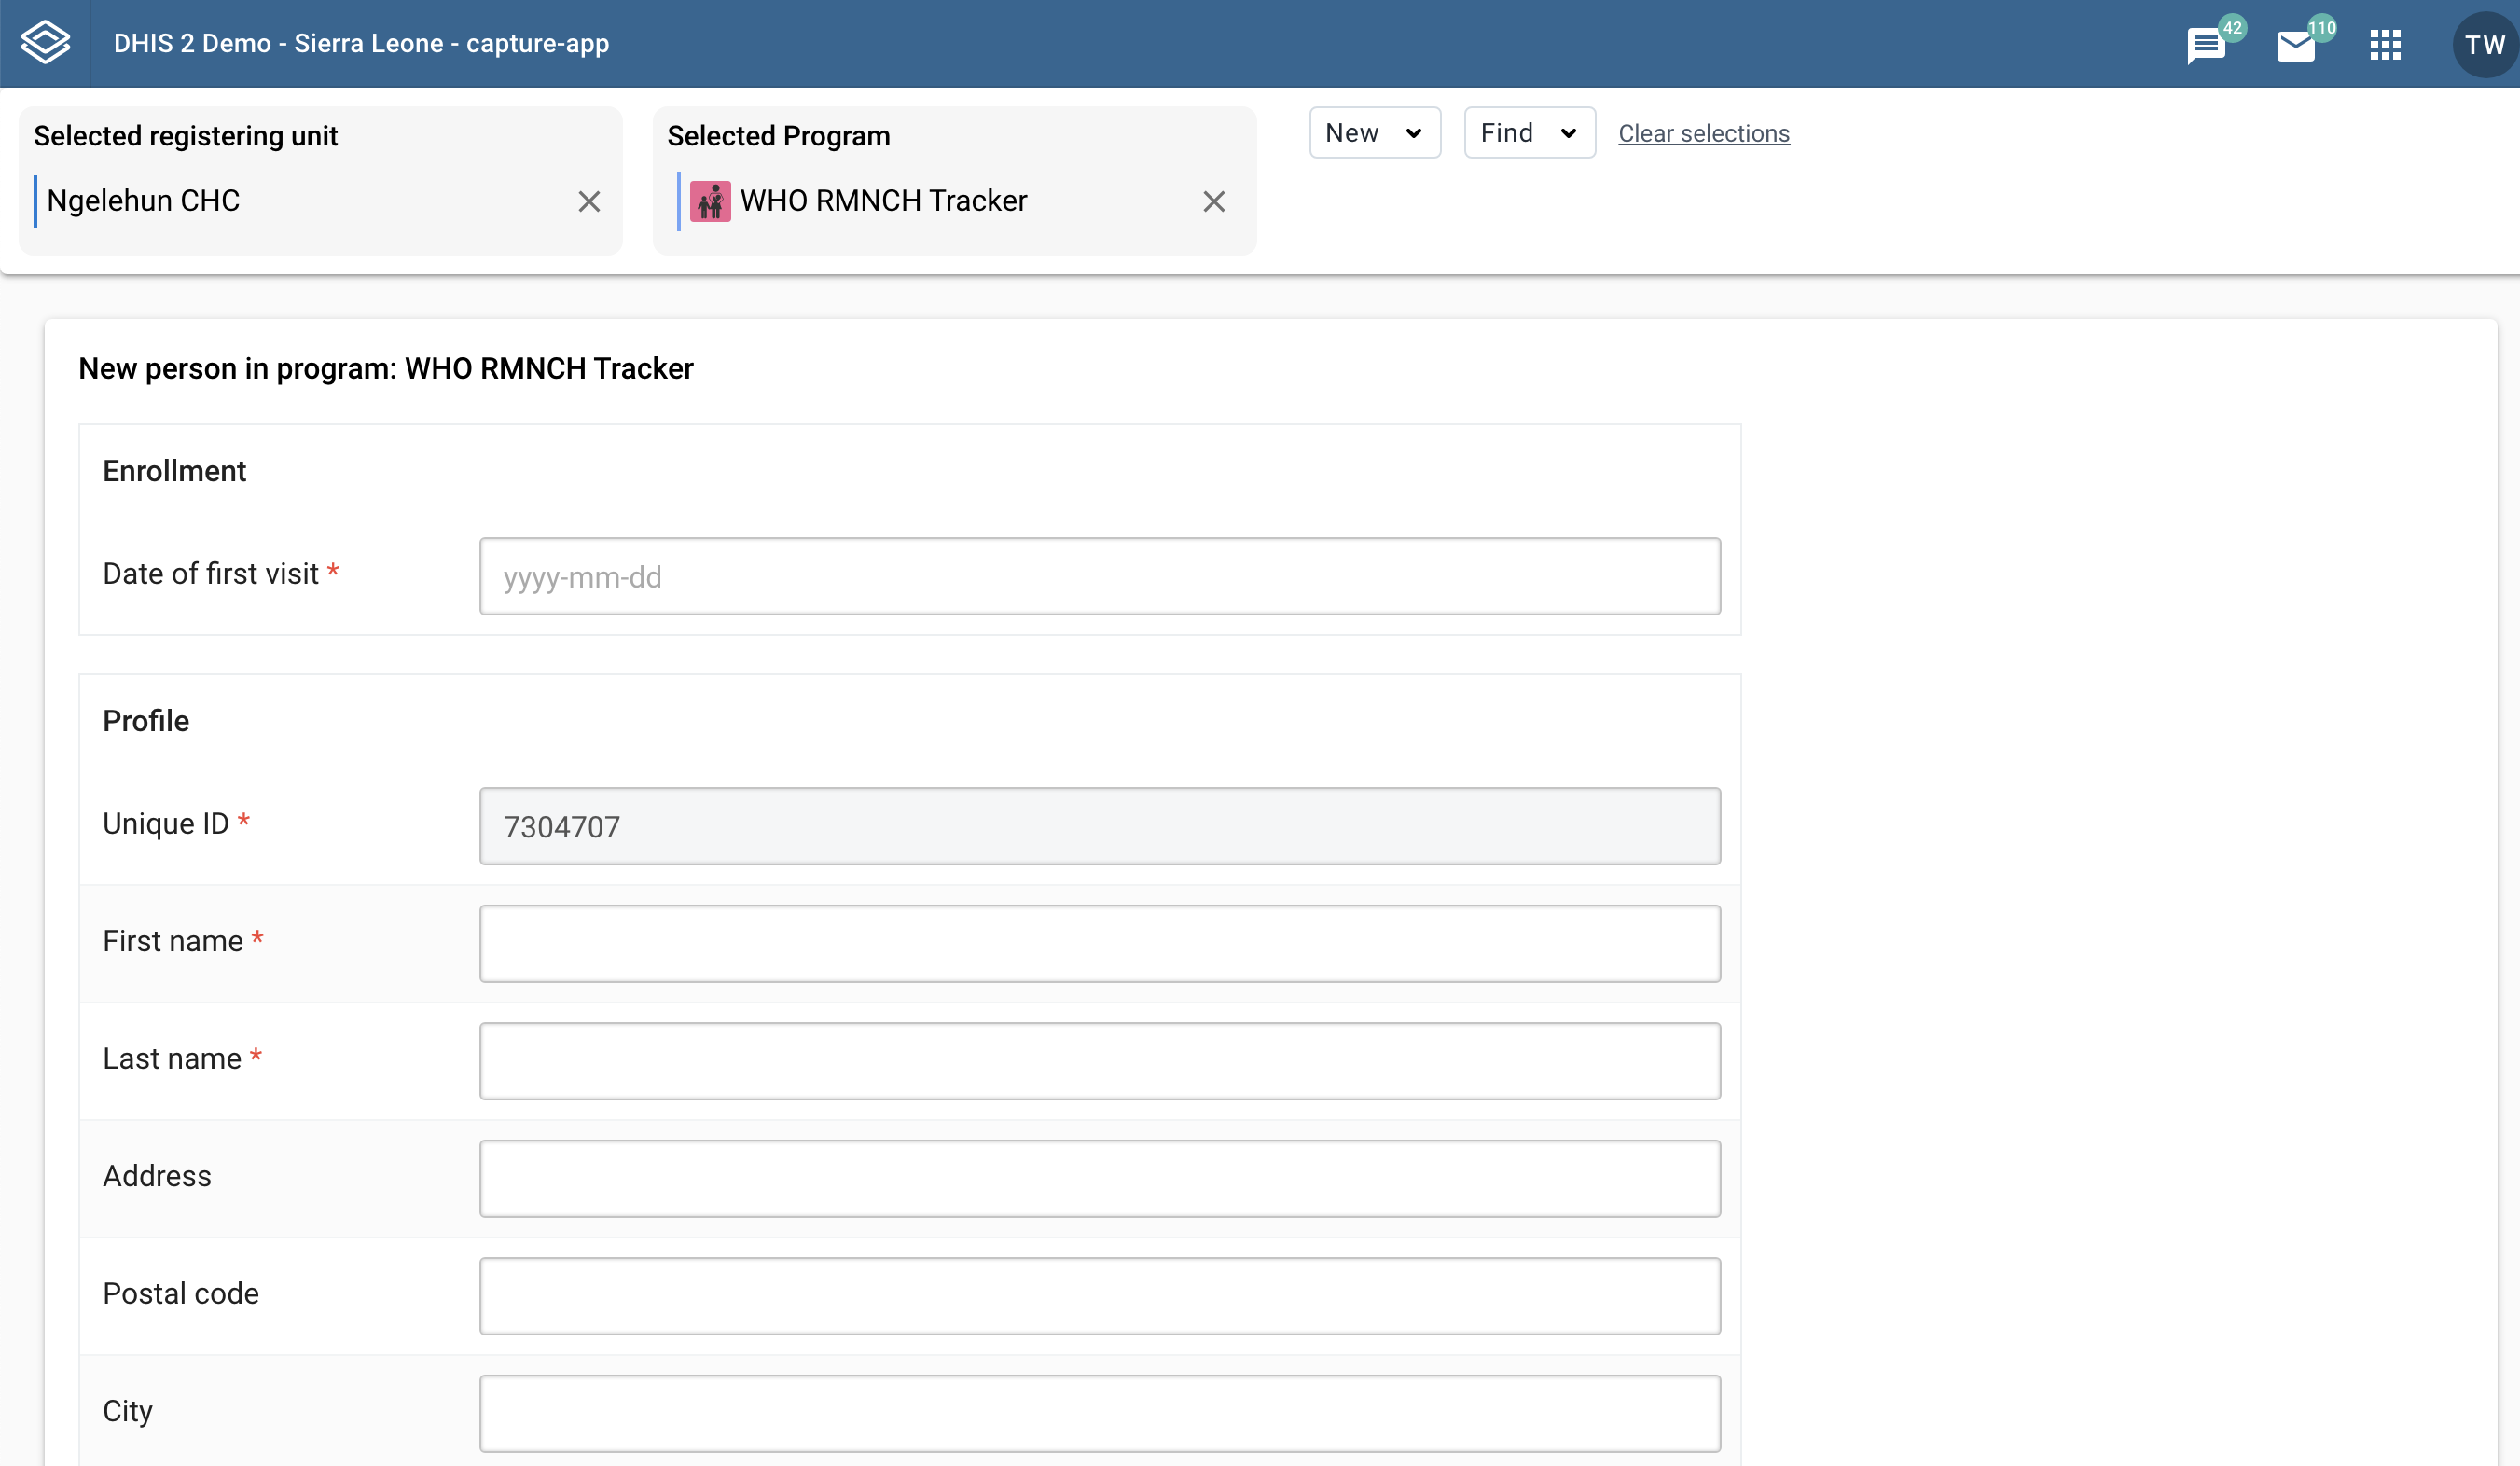 DHIS 2 Demo - Sierra Leone - capture-app
42
110
TW
Selected registering unit
Selected Program
New
Find
Clear selections
Ngelehun CHC
WHO RMNCH Tracker
New person in program: WHO RMNCH Tracker
Enrollment
Date of first visit *
yyyy-mm-dd
Profile
Unique ID *
7304707
First name *
Last name *
Address
Postal code
City